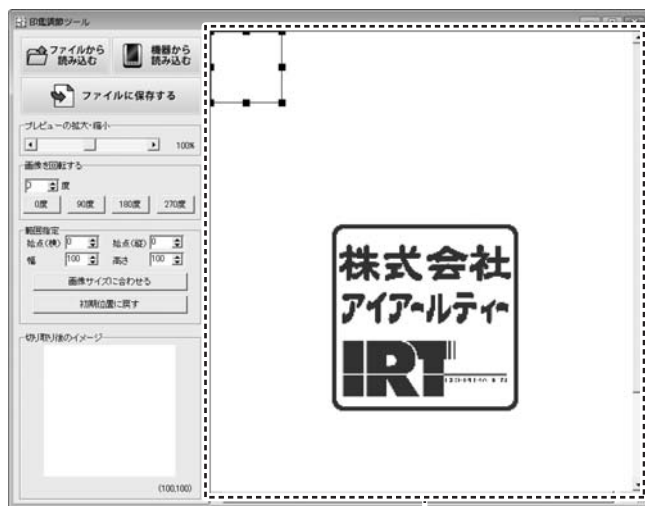 印鑑調節ツール
ファイルから
読み込む
機器から
読み込む
ファイルに保存する
プレビューの拡大・縮小
100%
画像を回転する
0 度
0度 90度 180度 270度
範囲指定
始点(横) 0 始点(縦) 0
幅 100 高さ 100
画像サイズに合わせる
初期位置に戻す
切り取り後のイメージ
(100,100)
株式会社
アイアールティー
IRT